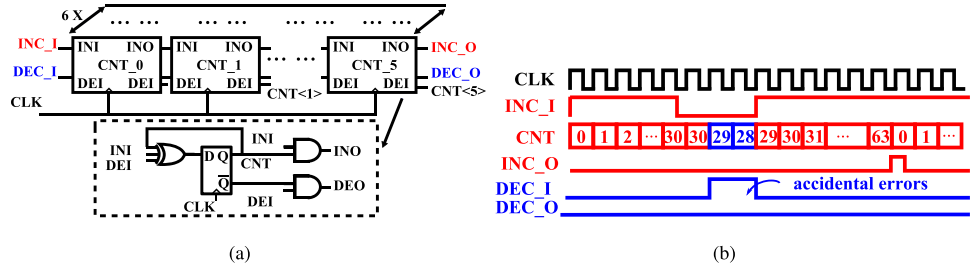 6 X
... ... ... ... ...
INC_I INI INO INI INO ... ... INI INO INC_O
CNT_0 CNT_1 CNT_5
DEC_I DEI DEI DEI DEI ... ... DEI DEI DEC_O
CLK CNT<1> CNT<5>
INI
INI D Q INO
DEI CNT
Q
DEO
CLK DEI
(a)
CLK
INC_I
CNT 0 1 2 ... 30 30 29 28 29 30 31 ... 63 0 1 ...
INC_O
DEC_I accidental errors
DEC_O
(b)